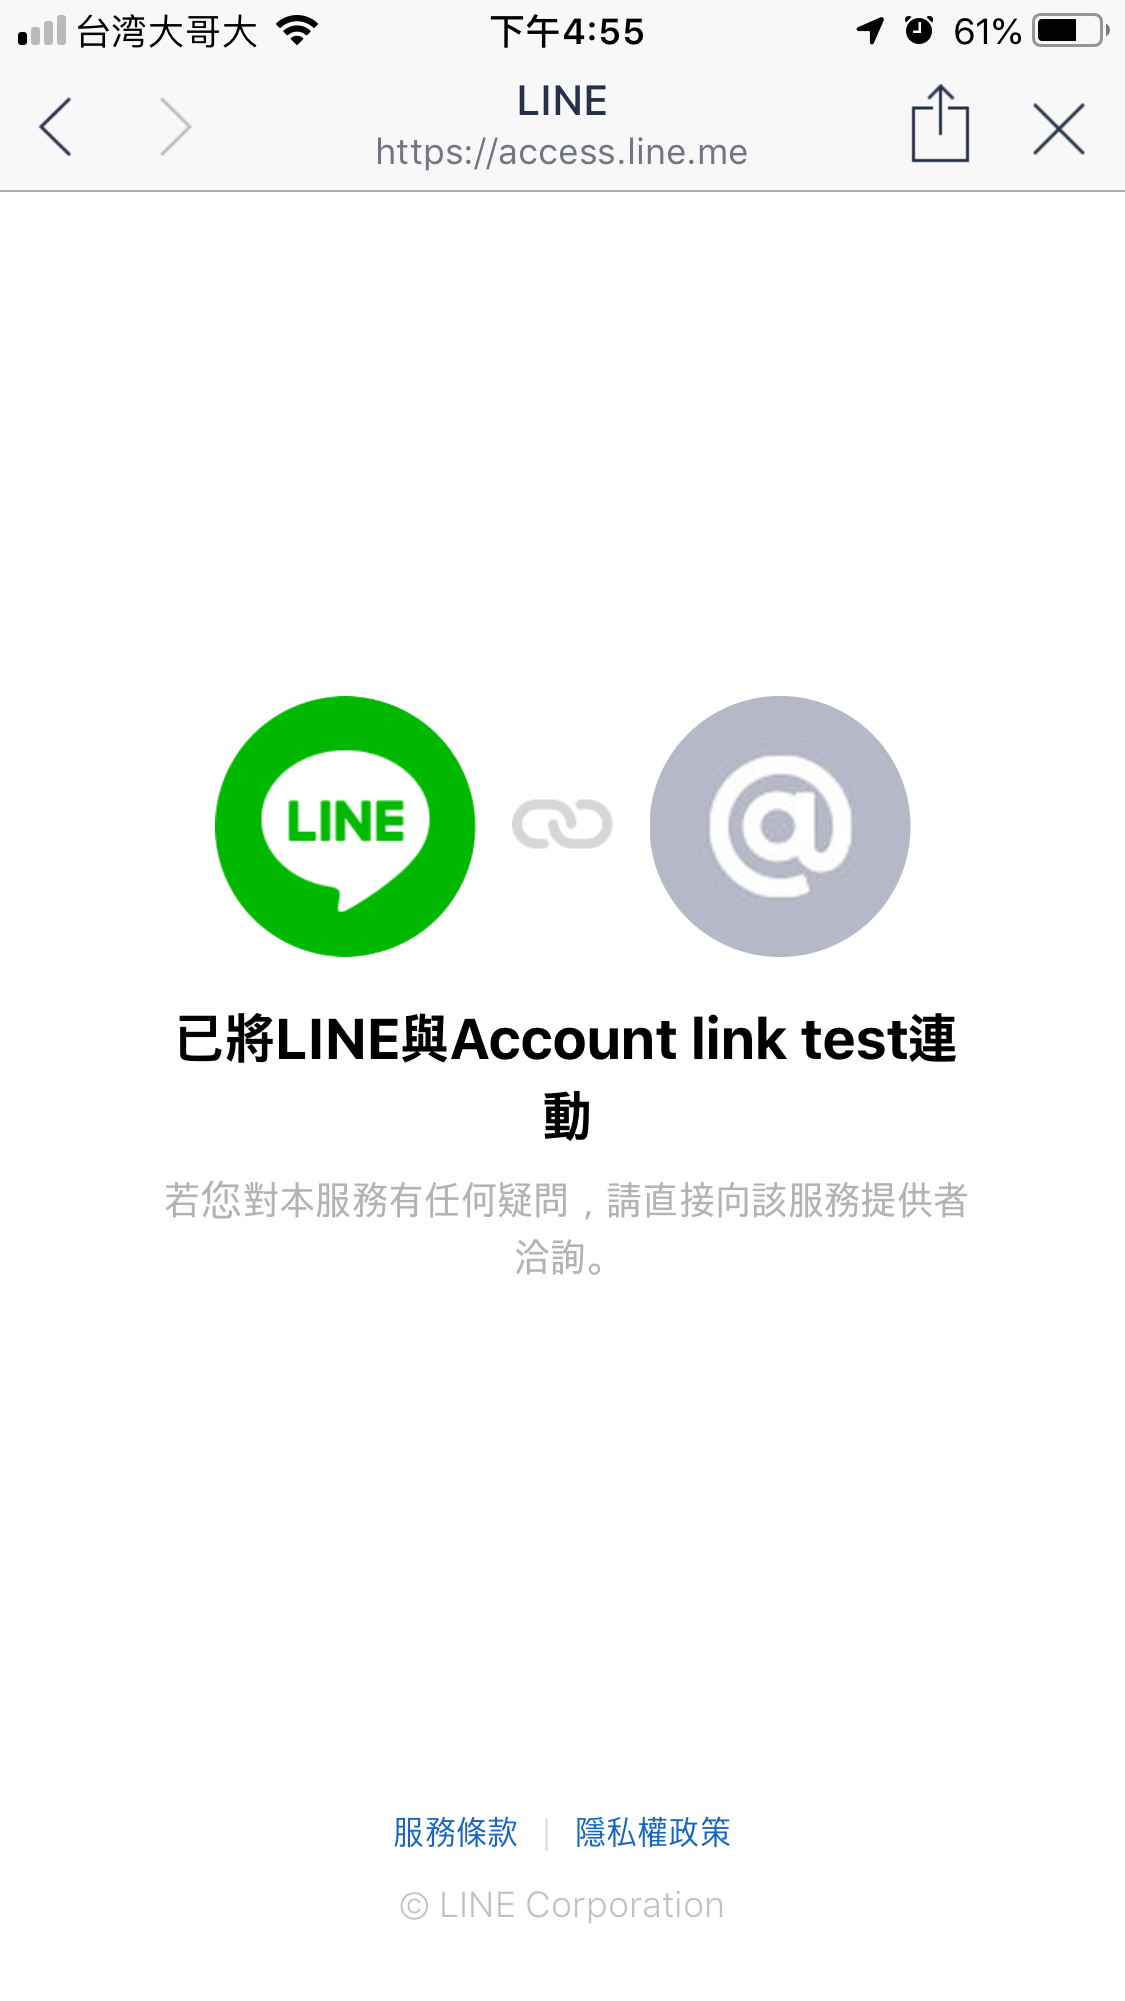 台湾大哥大 下午4:55 61%
LINE
https://access.line.me
LINE @
已將LINE與Account link test連
動
若您對本服務有任何疑問，請直接向該服務提供者
洽詢。
服務條款 | 隱私權政策
© LINE Corporation